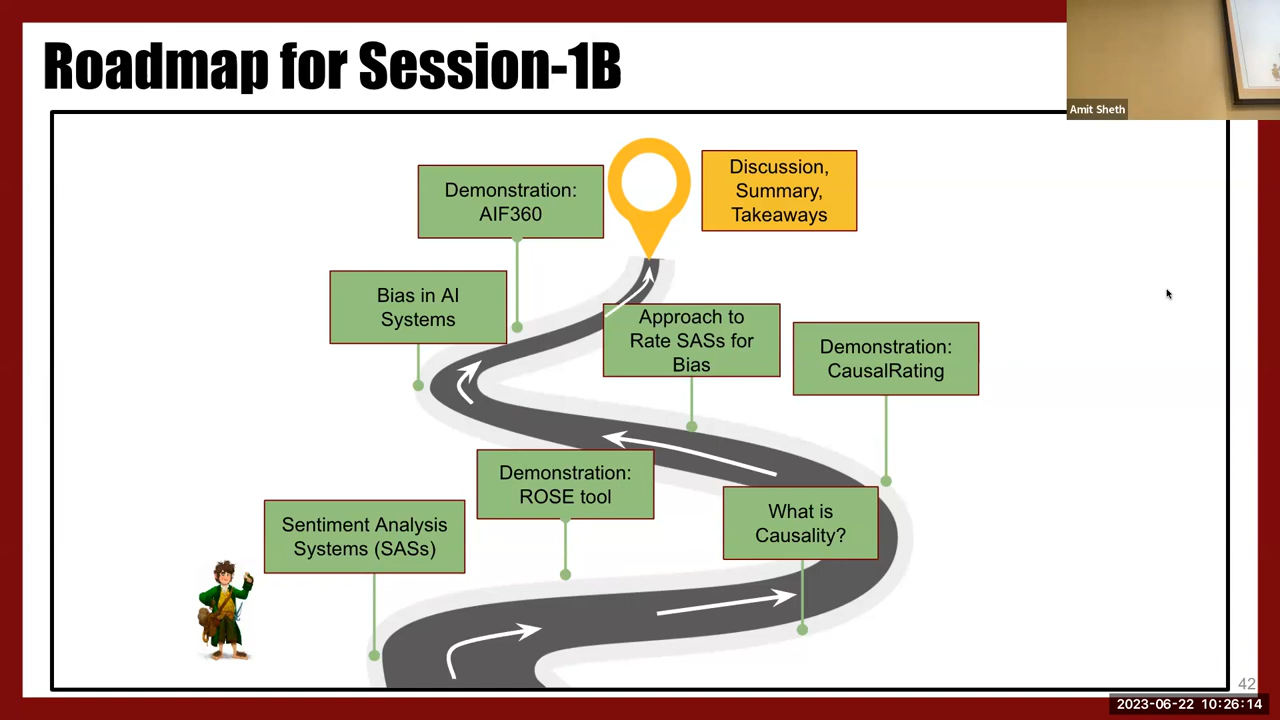 Roadmap for Session-1B
Amit Sheth
Demonstration:
AIF360
Discussion,
Summary,
Takeaways
Bias in AI
Systems
Approach to
Rate SASs for
Bias
Demonstration:
CausalRating
Demonstration:
ROSE tool
What is
Causality?
Sentiment Analysis
Systems (SASs)
42
2023-06-22 10:26:14